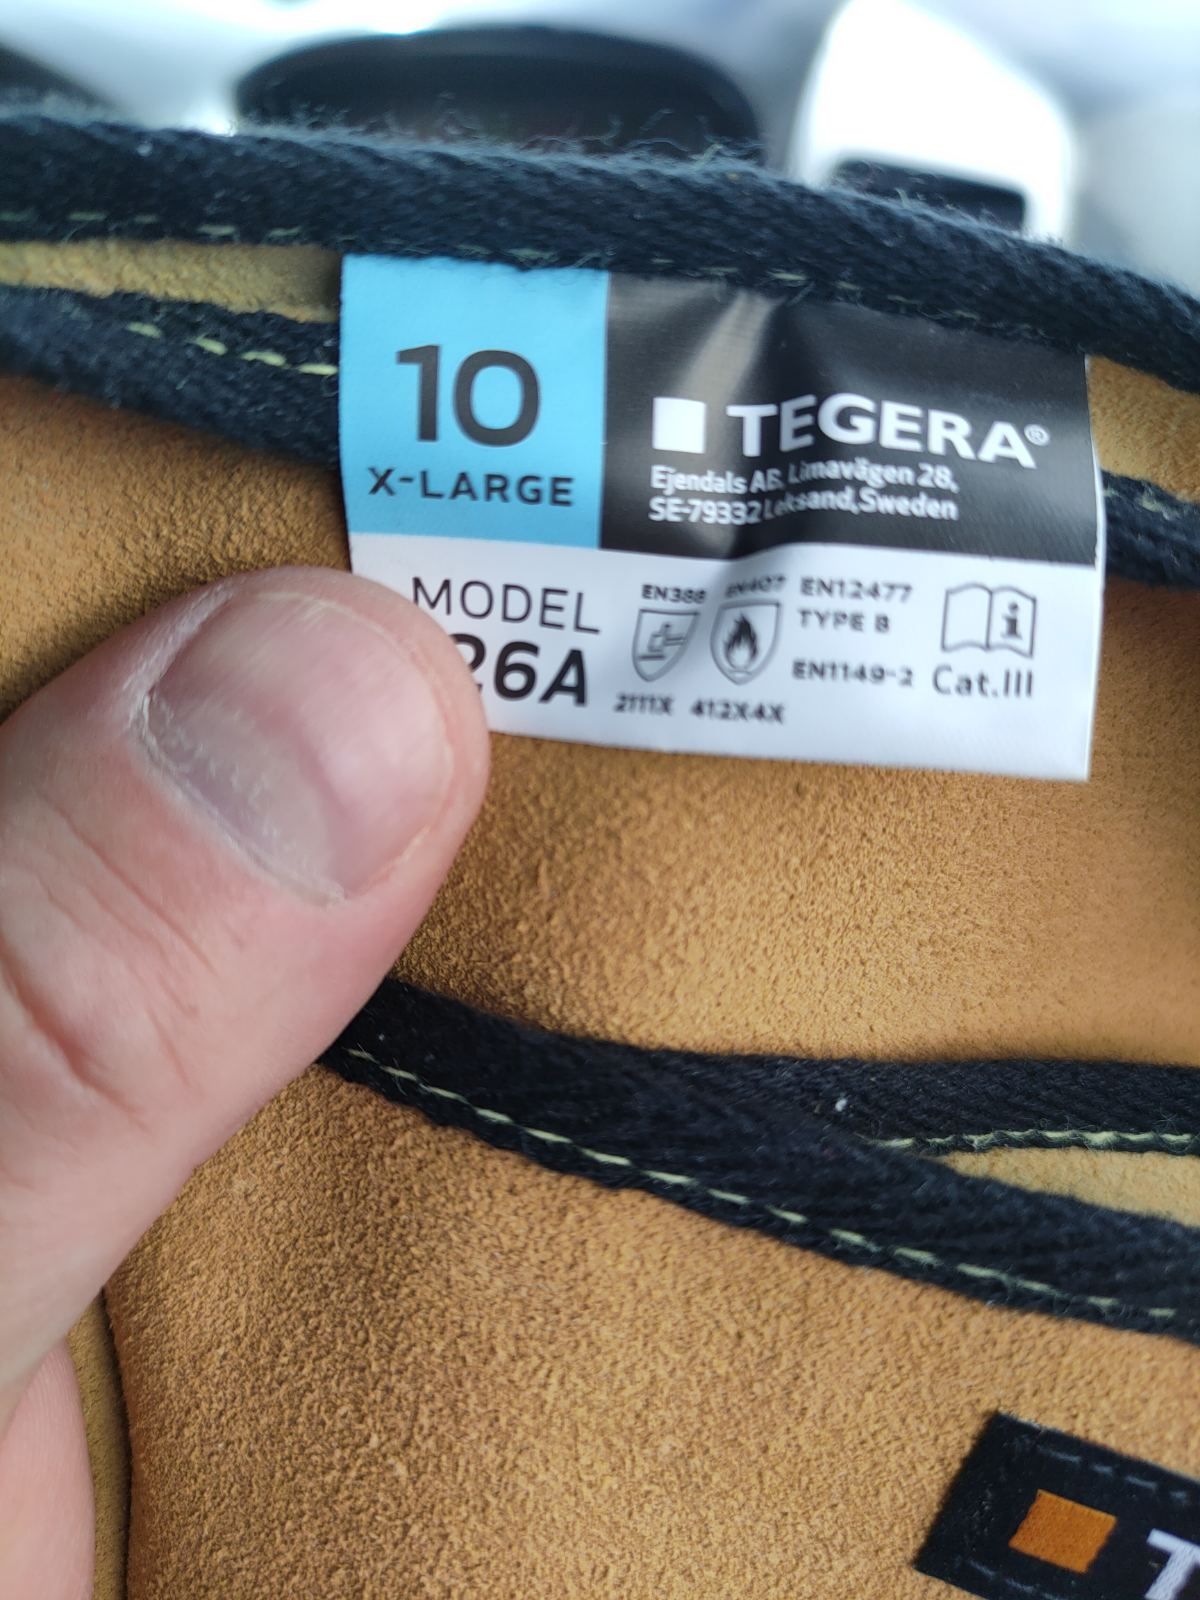 10
X-LARGE
TEGERA®
Ejendals AB, Limavägen 28,
SE-79332 Leksand, Sweden
MODEL
26A
EN388
EN407
EN12477
TYPE B
EN1149-2
2111X
412X4X
Cat.III
T